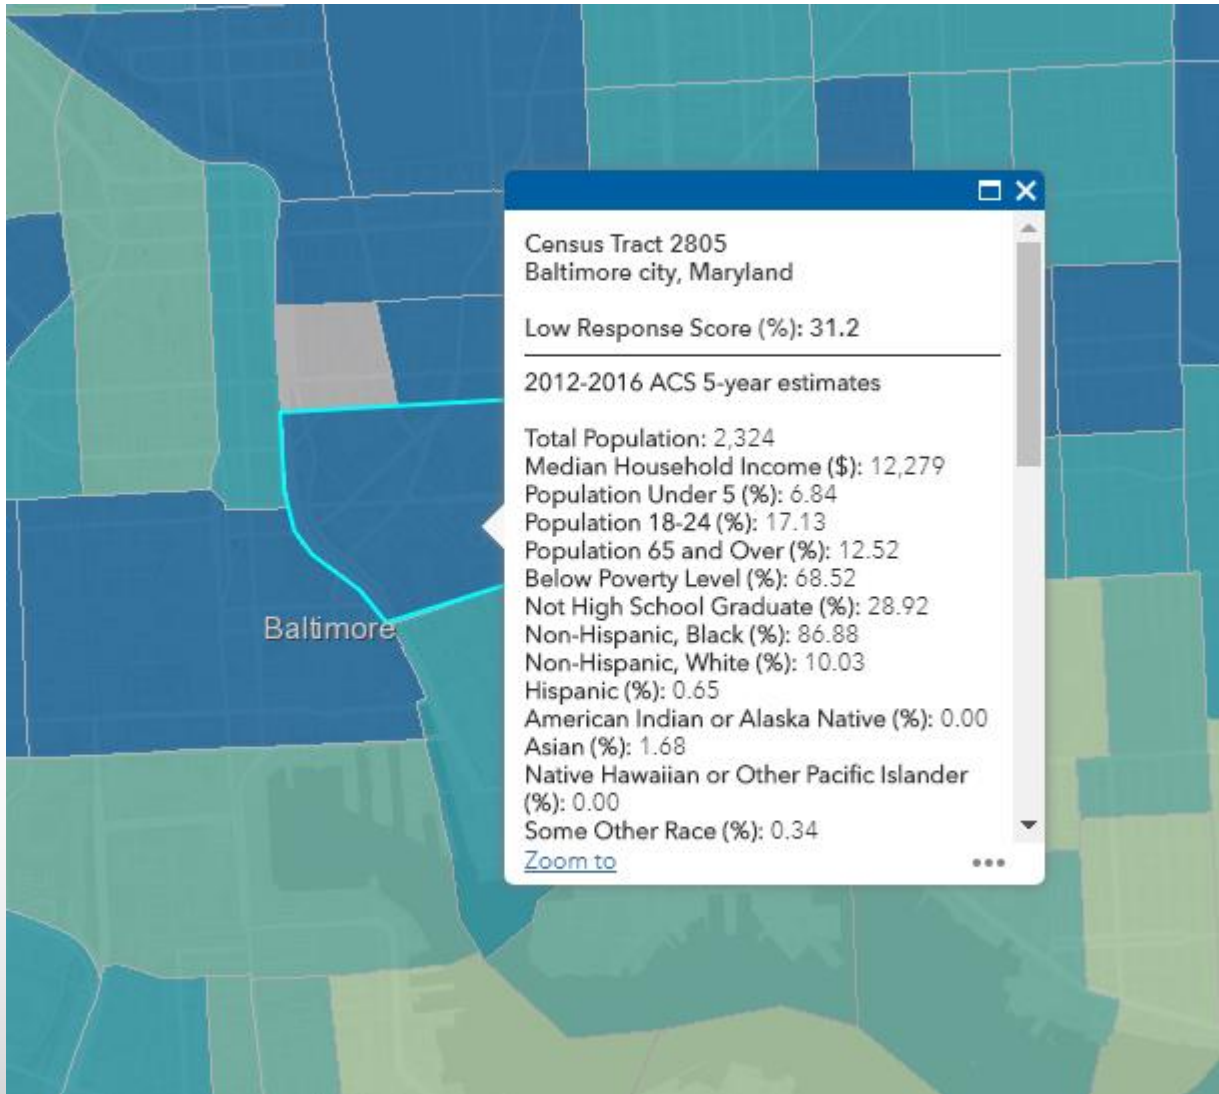 Census Tract 2805
Baltimore city, Maryland
Low Response Score (%): 31.2
2012-2016 ACS 5-year estimates
Total Population: 2,324
Median Household Income ($): 12,279
Population Under 5 (%): 6.84
Population 18-24 (%): 17.13
Population 65 and Over (%): 12.52
Below Poverty Level (%): 68.52
Not High School Graduate (%): 28.92
Non-Hispanic, Black (%): 86.88
Non-Hispanic, White (%): 10.03
Hispanic (%): 0.65
American Indian or Alaska Native (%): 0.00
Asian (%): 1.68
Native Hawaiian or Other Pacific Islander
(%): 0.00
Some Other Race (%): 0.34
Zoom to
Baltimore